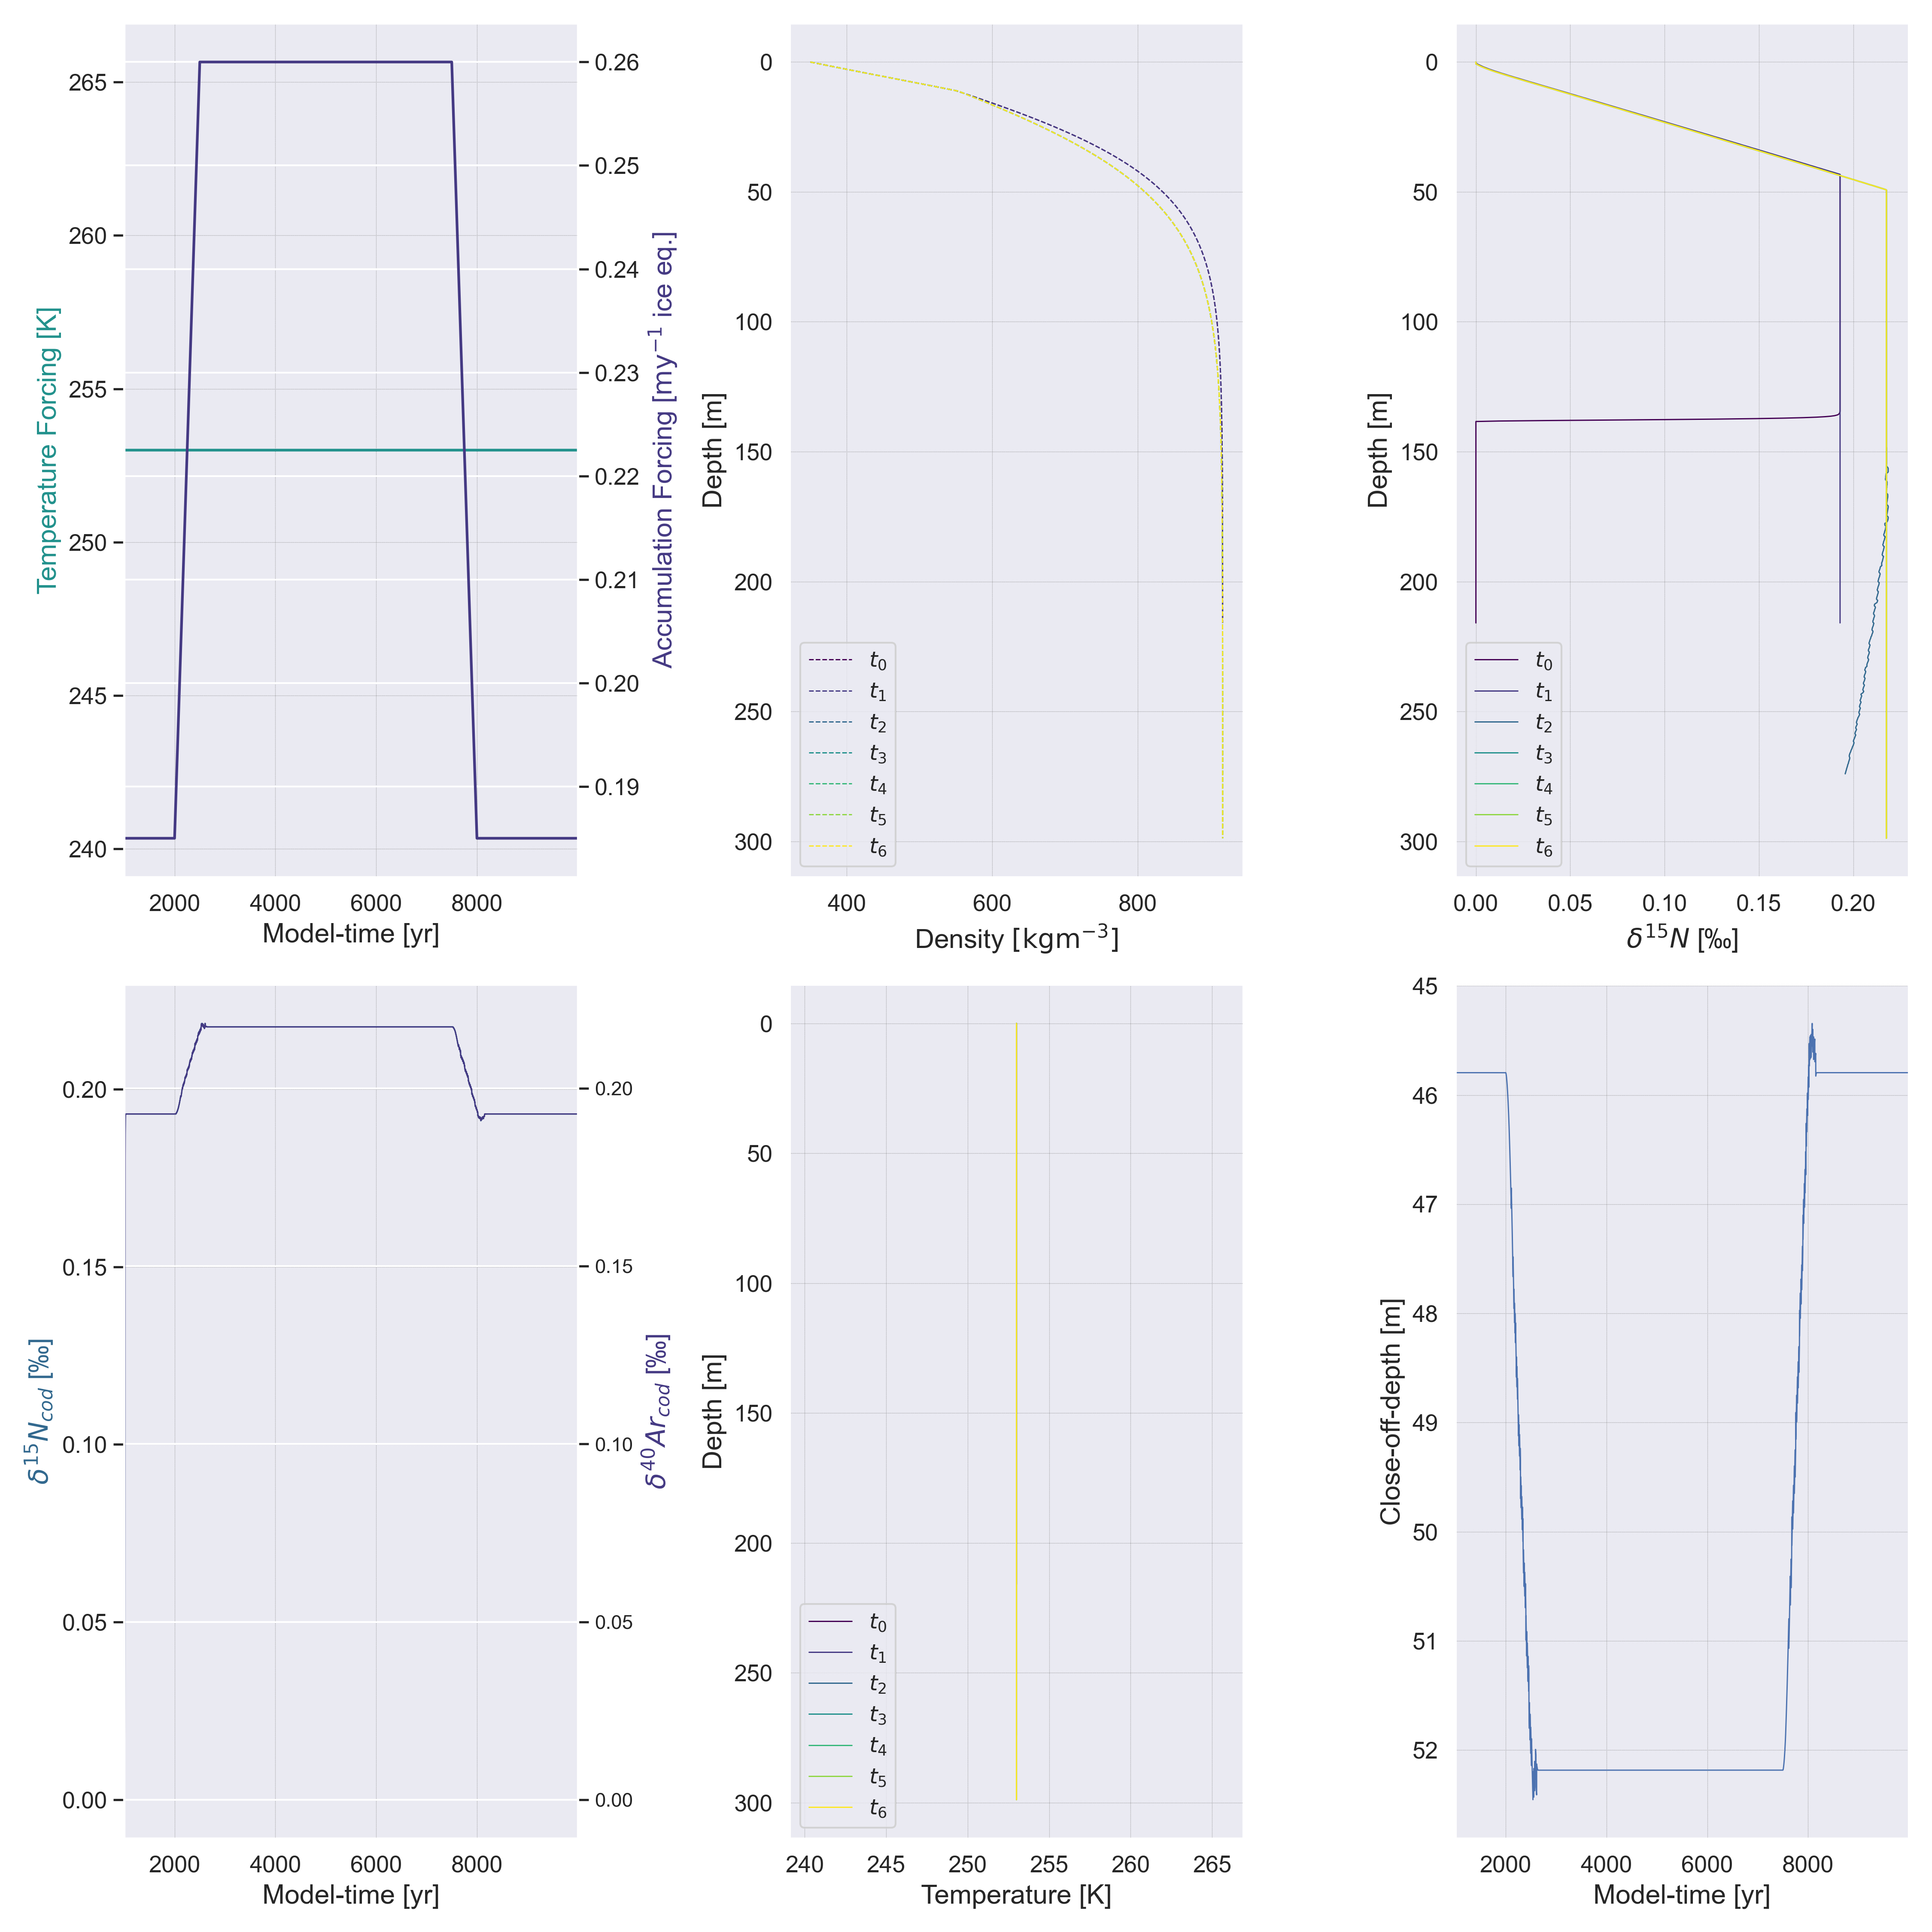 265
260
255
250
245
240
Temperature Forcing [K]
0.26
0.25
0.24
0.23
0.22
0.21
0.20
0.19
Accumulation Forcing [my⁻¹ ice eq.]
2000 4000 6000 8000
Model-time [yr]
0
50
100
150
200
250
300
Depth [m]
t₀
t₁
t₂
t₃
t₄
t₅
t₆
400 600 800
Density [kgm⁻³]
0
50
100
150
200
250
300
Depth [m]
t₀
t₁
t₂
t₃
t₄
t₅
t₆
0.00 0.05 0.10 0.15 0.20
δ¹⁵N [‰]
0.20
0.15
0.10
0.05
0.00
δ¹⁵N_cod [‰]
0.20
0.15
0.10
0.05
0.00
δ⁴⁰Ar_cod [‰]
2000 4000 6000 8000
Model-time [yr]
0
50
100
150
200
250
300
Depth [m]
t₀
t₁
t₂
t₃
t₄
t₅
t₆
240 245 250 255 260 265
Temperature [K]
45
46
47
48
49
50
51
52
Close-off-depth [m]
2000 4000 6000 8000
Model-time [yr]